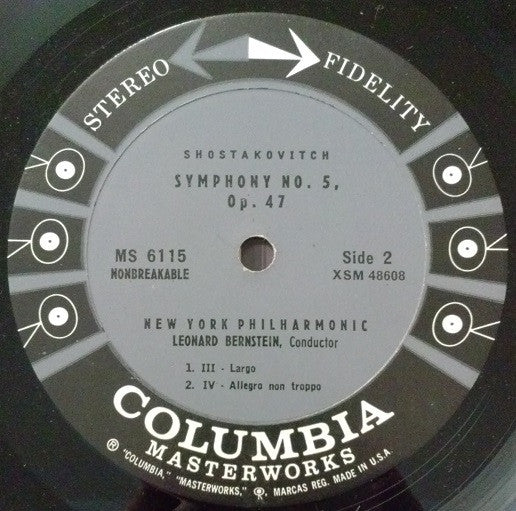 STEREO FIDELITY
SHOSTAKOVITCH
SYMPHONY NO. 5,
Op. 47
MS 6115
NONBREAKABLE
Side 2
XSM 48608
NEW YORK PHILHARMONIC
LEONARD BERNSTEIN, Conductor
1. III - Largo
2. IV - Allegro non troppo
COLUMBIA
MASTERWORKS
® "COLUMBIA," "MASTERWORKS," MARCAS REG. MADE IN U.S.A.